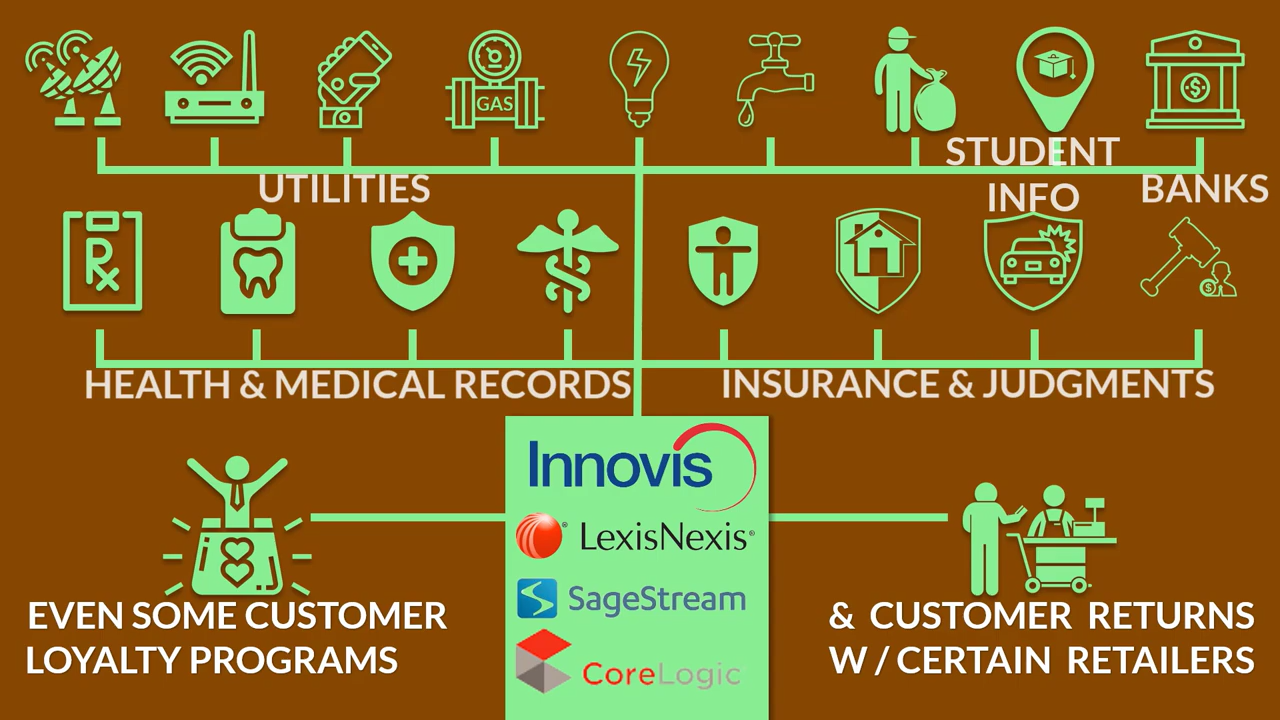 GAS
$
STUDENT
INFO
UTILITIES
BANKS
Rx
$
HEALTH & MEDICAL RECORDS
INSURANCE & JUDGMENTS
Innovis
LexisNexis®
SageStream
CoreLogic
EVEN SOME CUSTOMER
LOYALTY PROGRAMS
& CUSTOMER RETURNS
W / CERTAIN RETAILERS